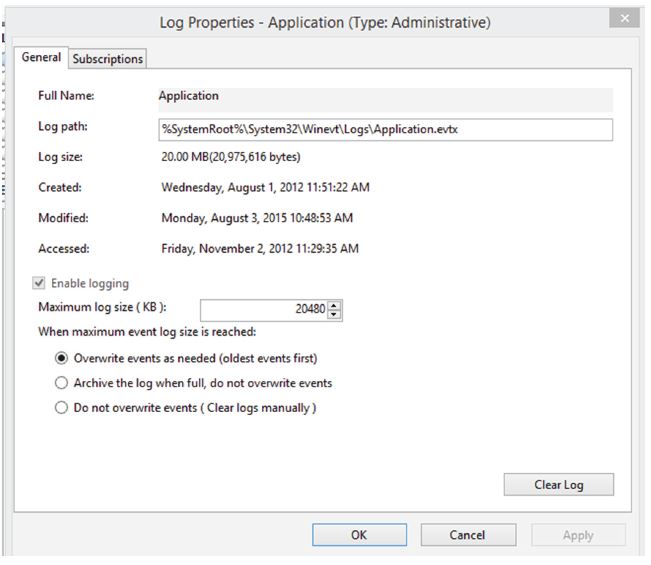 Log Properties - Application (Type: Administrative)
General Subscriptions
Full Name: Application
Log path: %SystemRoot%\System32\Winevt\Logs\Application.evtx
Log size: 20.00 MB(20,975,616 bytes)
Created: Wednesday, August 1, 2012 11:51:22 AM
Modified: Monday, August 3, 2015 10:48:53 AM
Accessed: Friday, November 2, 2012 11:29:35 AM
Enable logging
Maximum log size ( KB ): 20480
When maximum event log size is reached:
Overwrite events as needed (oldest events first)
Archive the log when full, do not overwrite events
Do not overwrite events ( Clear logs manually )
Clear Log
OK Cancel Apply